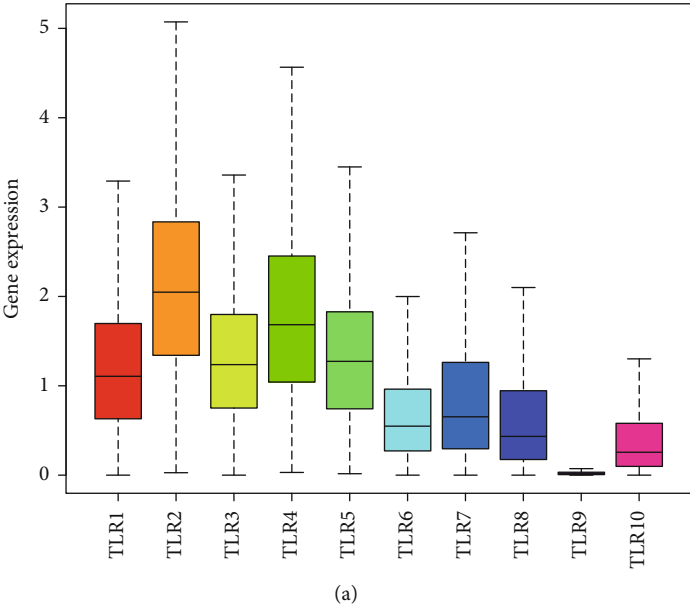 Gene expression
5
4
3
2
1
0
TLR1
TLR2
TLR3
TLR4
TLR5
TLR6
TLR7
TLR8
TLR9
TLR10
(a)